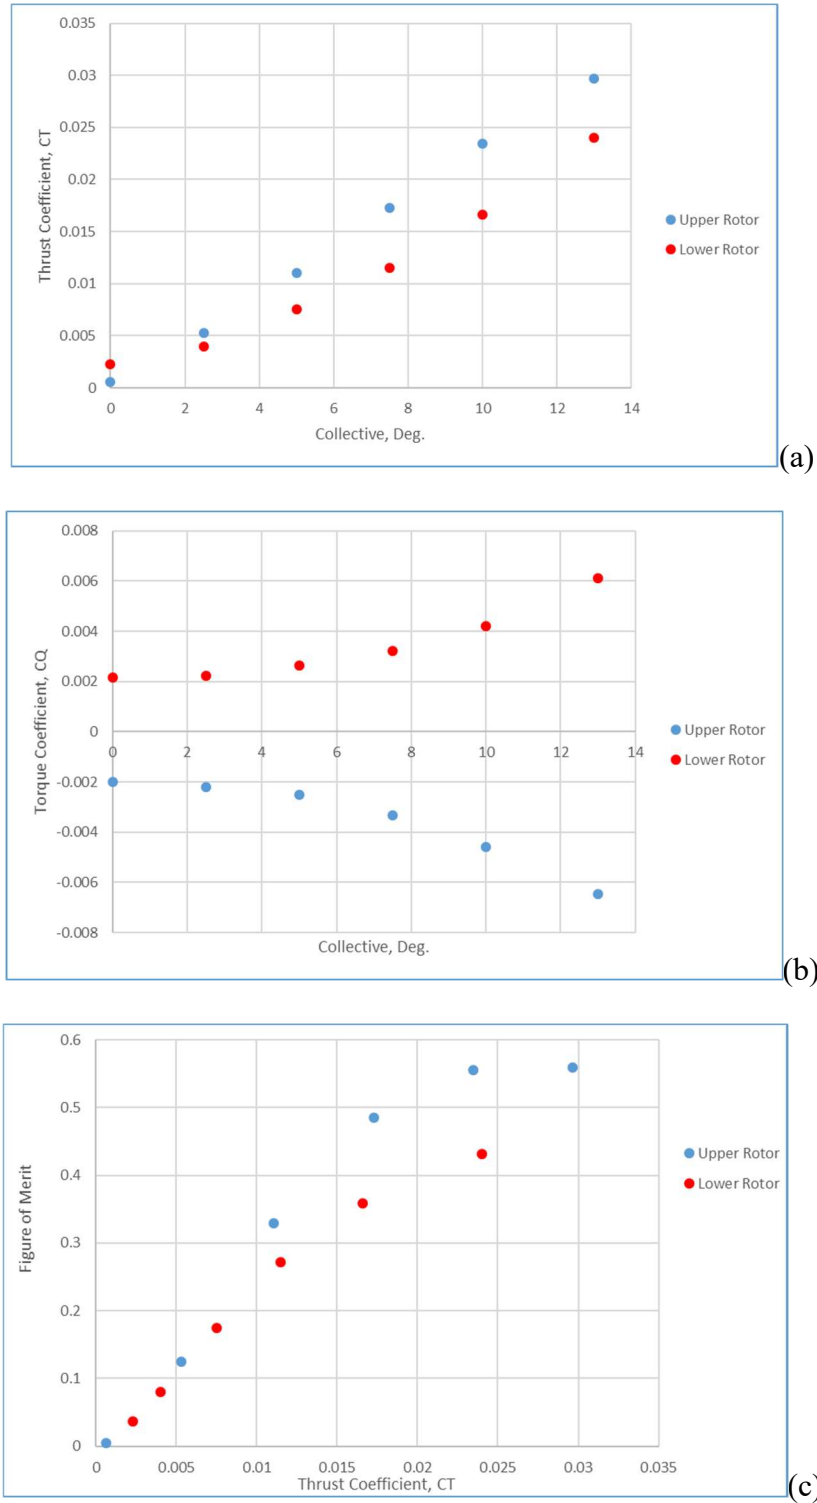 0.035
0.03
0.025
0.02
0.015
0.01
0.005
0
Thrust Coefficient, CT
0 2 4 6 8 10 12 14
Collective, Deg.
Upper Rotor
Lower Rotor
(a)
0.008
0.006
0.004
0.002
0
-0.002
-0.004
-0.006
-0.008
Torque Coefficient, CQ
0 2 4 6 8 10 12 14
Collective, Deg.
Upper Rotor
Lower Rotor
(b)
0.6
0.5
0.4
0.3
0.2
0.1
0
Figure of Merit
0 0.005 0.01 0.015 0.02 0.025 0.03 0.035
Thrust Coefficient, CT
Upper Rotor
Lower Rotor
(c)